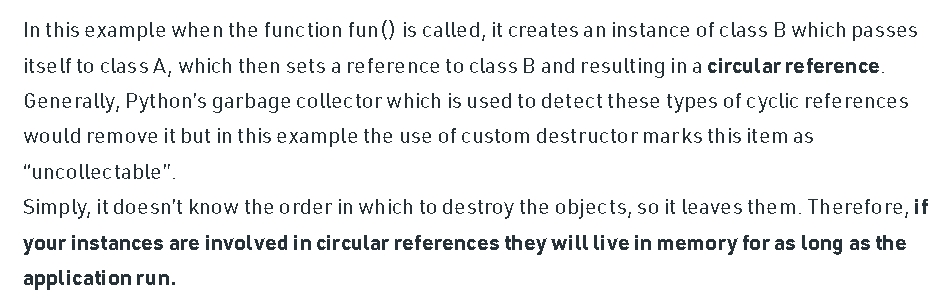 In this example when the function fun() is called, it creates an instance of class B which passes
itself to class A, which then sets a reference to class B and resulting in a circular reference.
Generally, Python’s garbage collector which is used to detect these types of cyclic references
would remove it but in this example the use of custom destructor marks this item as
“uncollectable”.
Simply, it doesn’t know the order in which to destroy the objects, so it leaves them. Therefore, if
your instances are involved in circular references they will live in memory for as long as the
application run.